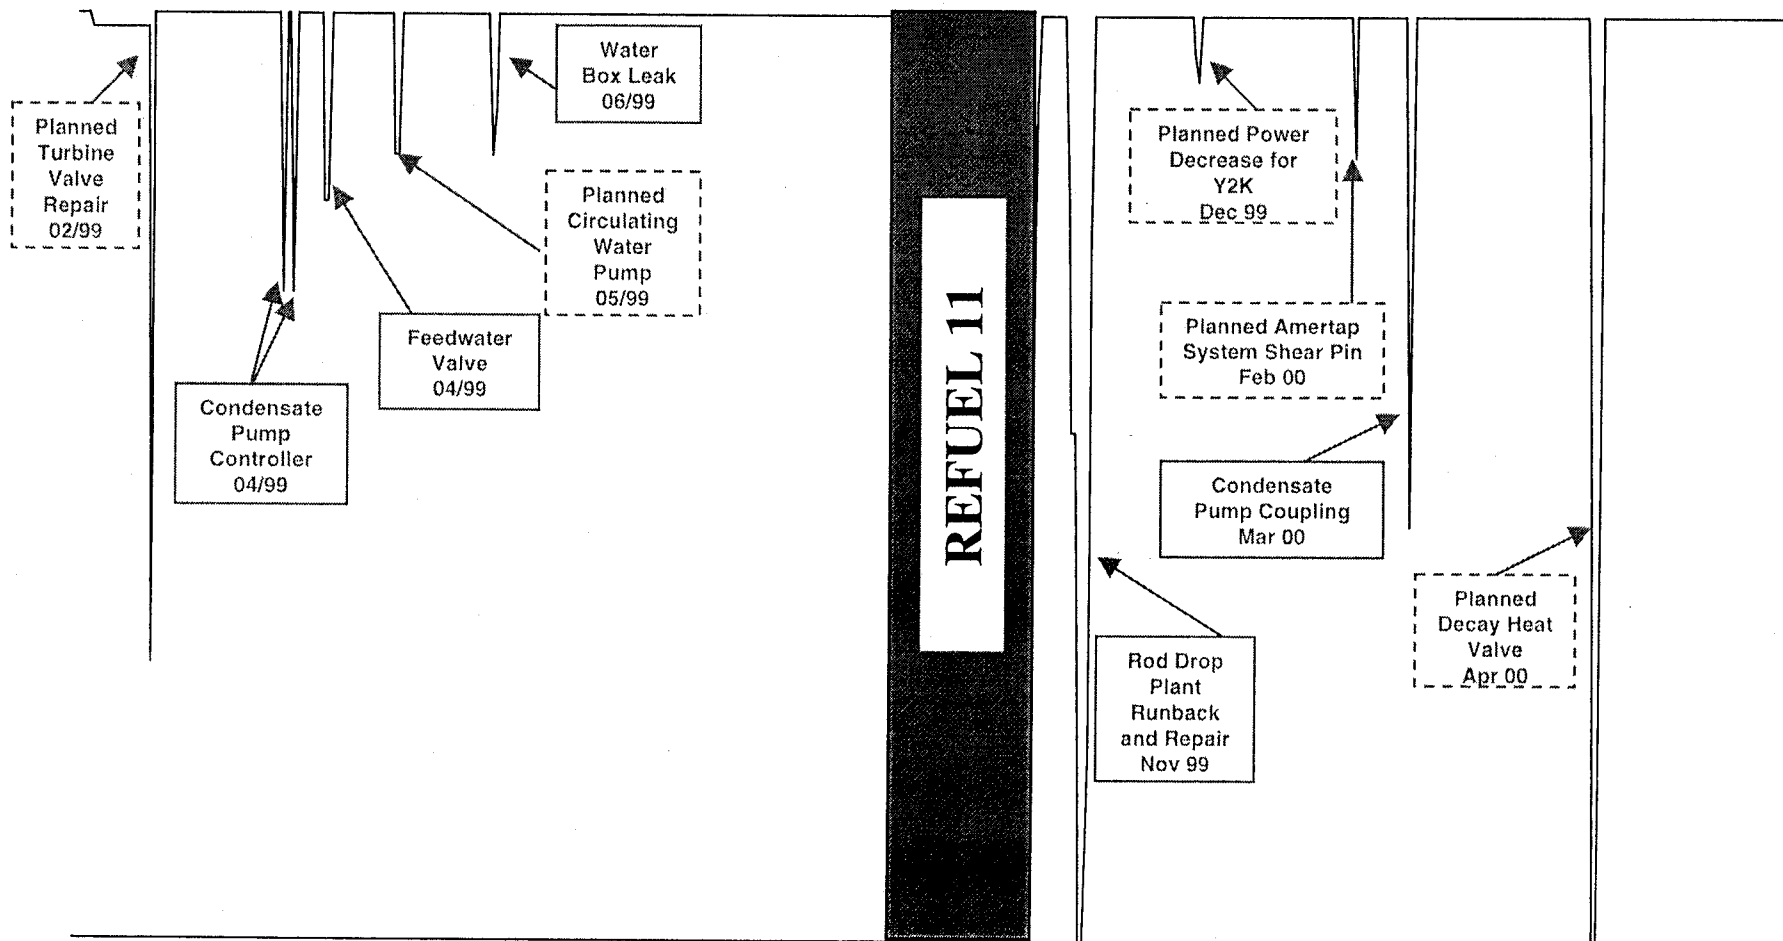 Planned
Turbine
Valve
Repair
02/99
Condensate
Pump
Controller
04/99
Feedwater
Valve
04/99
Planned
Circulating
Water
Pump
05/99
Water
Box Leak
06/99
REFUEL 11
Rod Drop
Plant
Runback
and Repair
Nov 99
Planned Power
Decrease for
Y2K
Dec 99
Planned Amertap
System Shear Pin
Feb 00
Condensate
Pump Coupling
Mar 00
Planned
Decay Heat
Valve
Apr 00